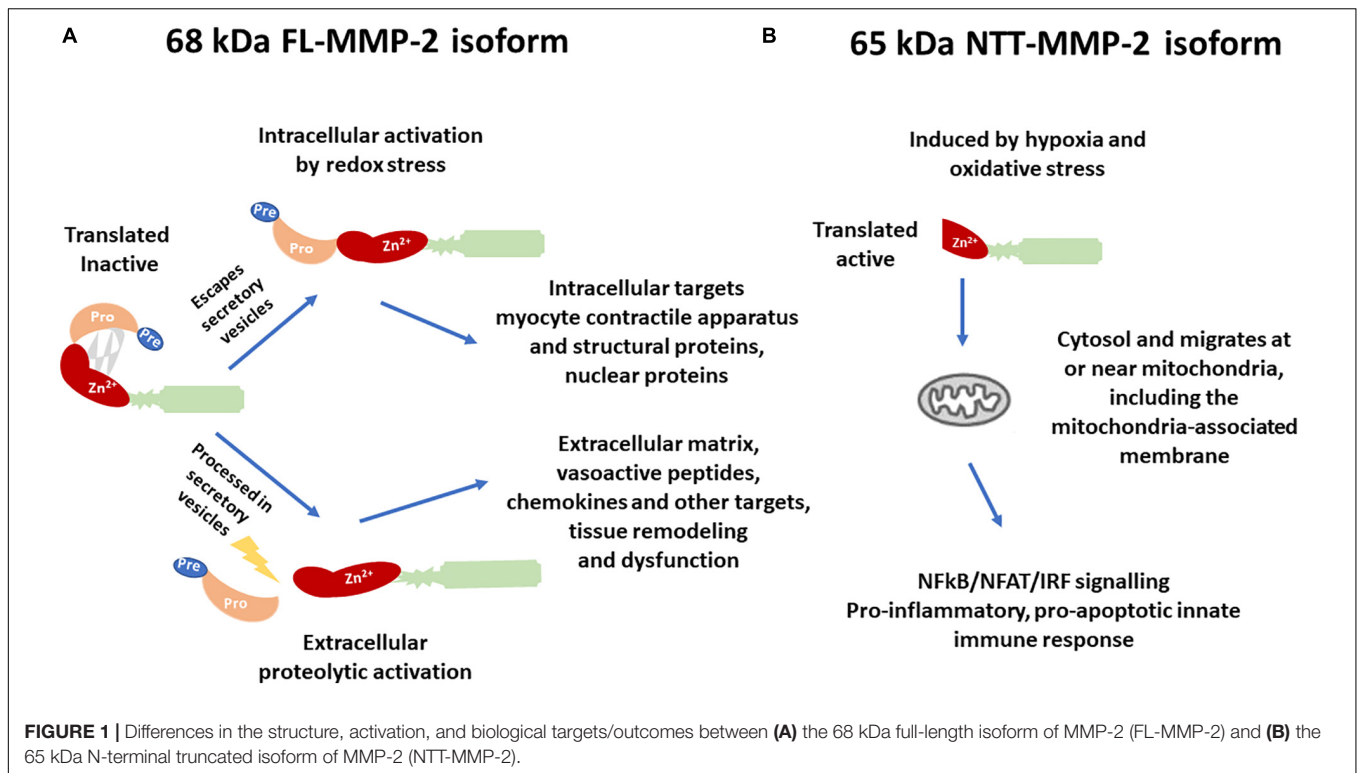 A
68 kDa FL-MMP-2 isoform
Intracellular activation
by redox stress
Pre
Pro
Zn2+
Translated
Inactive
Pro
Pre
Zn2+
Escapes
secretory
vesicles
Intracellular targets
myocyte contractile apparatus
and structural proteins,
nuclear proteins
Processed in
secretory
vesicles
Extracellular matrix,
vasoactive peptides,
chemokines and other targets,
tissue remodeling
and dysfunction
Pre
Pro
Zn2+
Extracellular
proteolytic activation
B
65 kDa NTT-MMP-2 isoform
Induced by hypoxia and
oxidative stress
Translated
active
Zn2+
Cytosol and migrates at
or near mitochondria,
including the
mitochondria-associated
membrane
NFkB/NFAT/IRF signalling
Pro-inflammatory, pro-apoptotic innate
immune response
FIGURE 1 | Differences in the structure, activation, and biological targets/outcomes between (A) the 68 kDa full-length isoform of MMP-2 (FL-MMP-2) and (B) the
65 kDa N-terminal truncated isoform of MMP-2 (NTT-MMP-2).